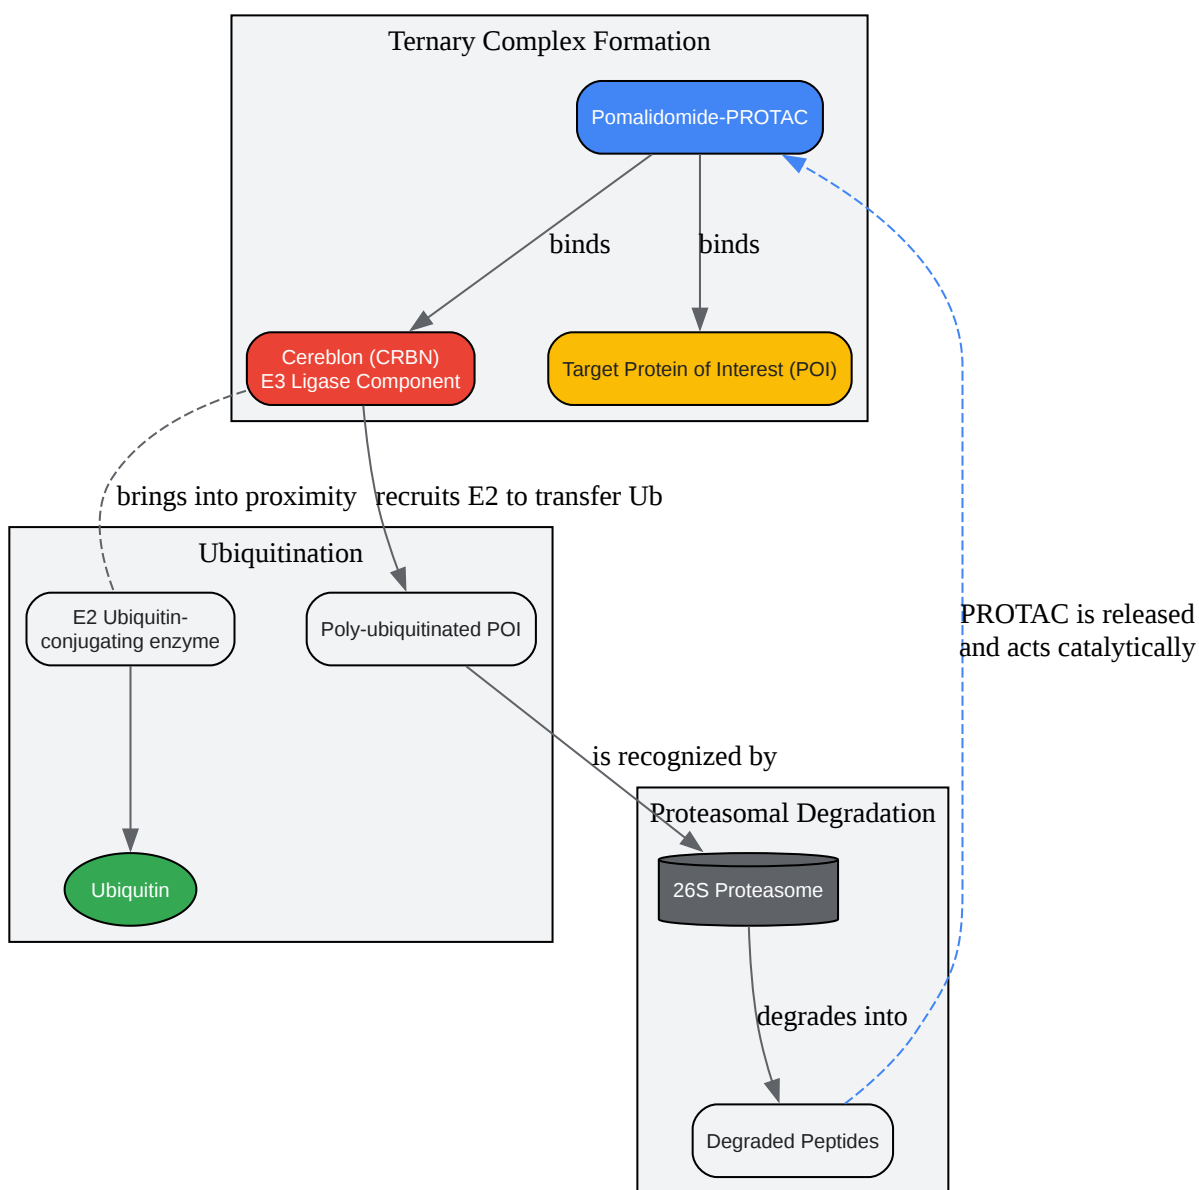 Ternary Complex Formation
Pomalidomide-PROTAC
binds
binds
Cereblon (CRBN)
E3 Ligase Component
Target Protein of Interest (POI)
brings into proximity
recruits E2 to transfer Ub
Ubiquitination
E2 Ubiquitin-
conjugating enzyme
Poly-ubiquitinated POI
PROTAC is released
and acts catalytically
is recognized by
Proteasomal Degradation
Ubiquitin
26S Proteasome
degrades into
Degraded Peptides